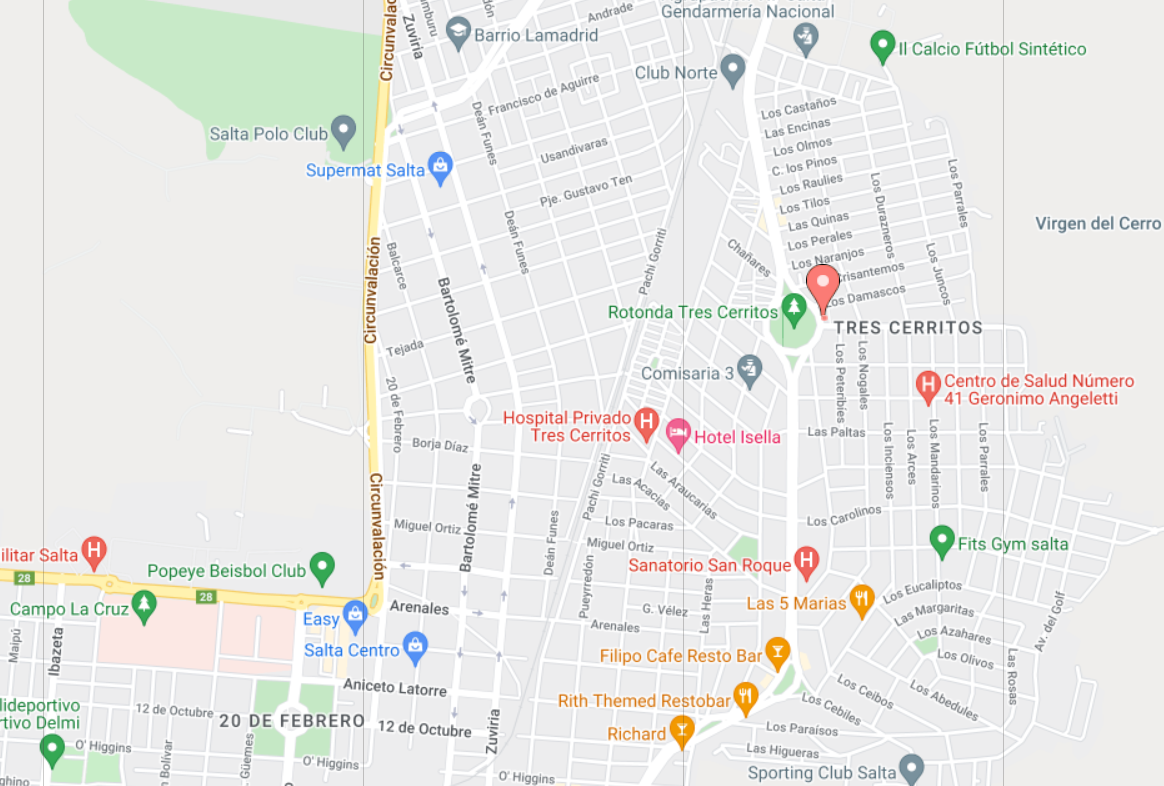 Gendarmería Nacional
Andrade
Zuviría
Circunvalac
Barrio Lamadrid
Il Calcio Fútbol Sintético
Club Norte
Francisco de Aguirre
Los Castaños
Las Encinas
Salta Polo Club
Deán Funes
Usandivaras
Los Olmos
C. los Pinos
Supermat Salta
Pje. Gustavo Ten
Los Raulies
Los Tilos
Los Durazneros
Los Parrales
Las Quinas
Virgen del Cerro
Circunvalación
Balcarce
Deán Funes
Pachi Gorriti
Chañares
Los Perales
Los Naranjos
Crisantemos
Los Juncos
Los Damascos
Bartolomé Mitre
Rotonda Tres Cerritos
TRES CERRITOS
Tejada
Comisaria 3
Los Peteribíes
Los Nogales
Centro de Salud Número
41 Geronimo Angeletti
20 de Febrero
Hospital Privado
Tres Cerritos
Hotel Isella
Borja Díaz
Las Paltas
Los Inciensos
Los Arces
Los Mandarinos
Los Parrales
Circunvalación
Bartolomé Mitre
Pachi Gorriti
Las Araucarias
Las Acacias
Miguel Ortiz
Deán Funes
Los Pacaras
Los Carolinos
Miguel Ortiz
Fits Gym salta
ilitar Salta
Popeye Beisbol Club
Sanatorio San Roque
28
28
Campo La Cruz
Easy
Arenales
Pueyrredón
G. Vélez
Las Heras
Las 5 Marias
Los Eucaliptos
Las Margaritas
Av. del Golf
Maipú
Ibazeta
Salta Centro
Arenales
Filipo Cafe Resto Bar
Los Azahares
Los Olivos
Las Rosas
Aniceto Latorre
Rith Themed Restobar
Los Ceibos
Los Abedules
Los Cebiles
lideportivo
rtivo Delmi
12 de Octubre
20 DE FEBRERO
12 de Octubre
Zuviría
Richard
Los Paraísos
O' Higgins
Bolívar
Güemes
O' Higgins
O' Higgins
Las Higueras
Sporting Club Salta